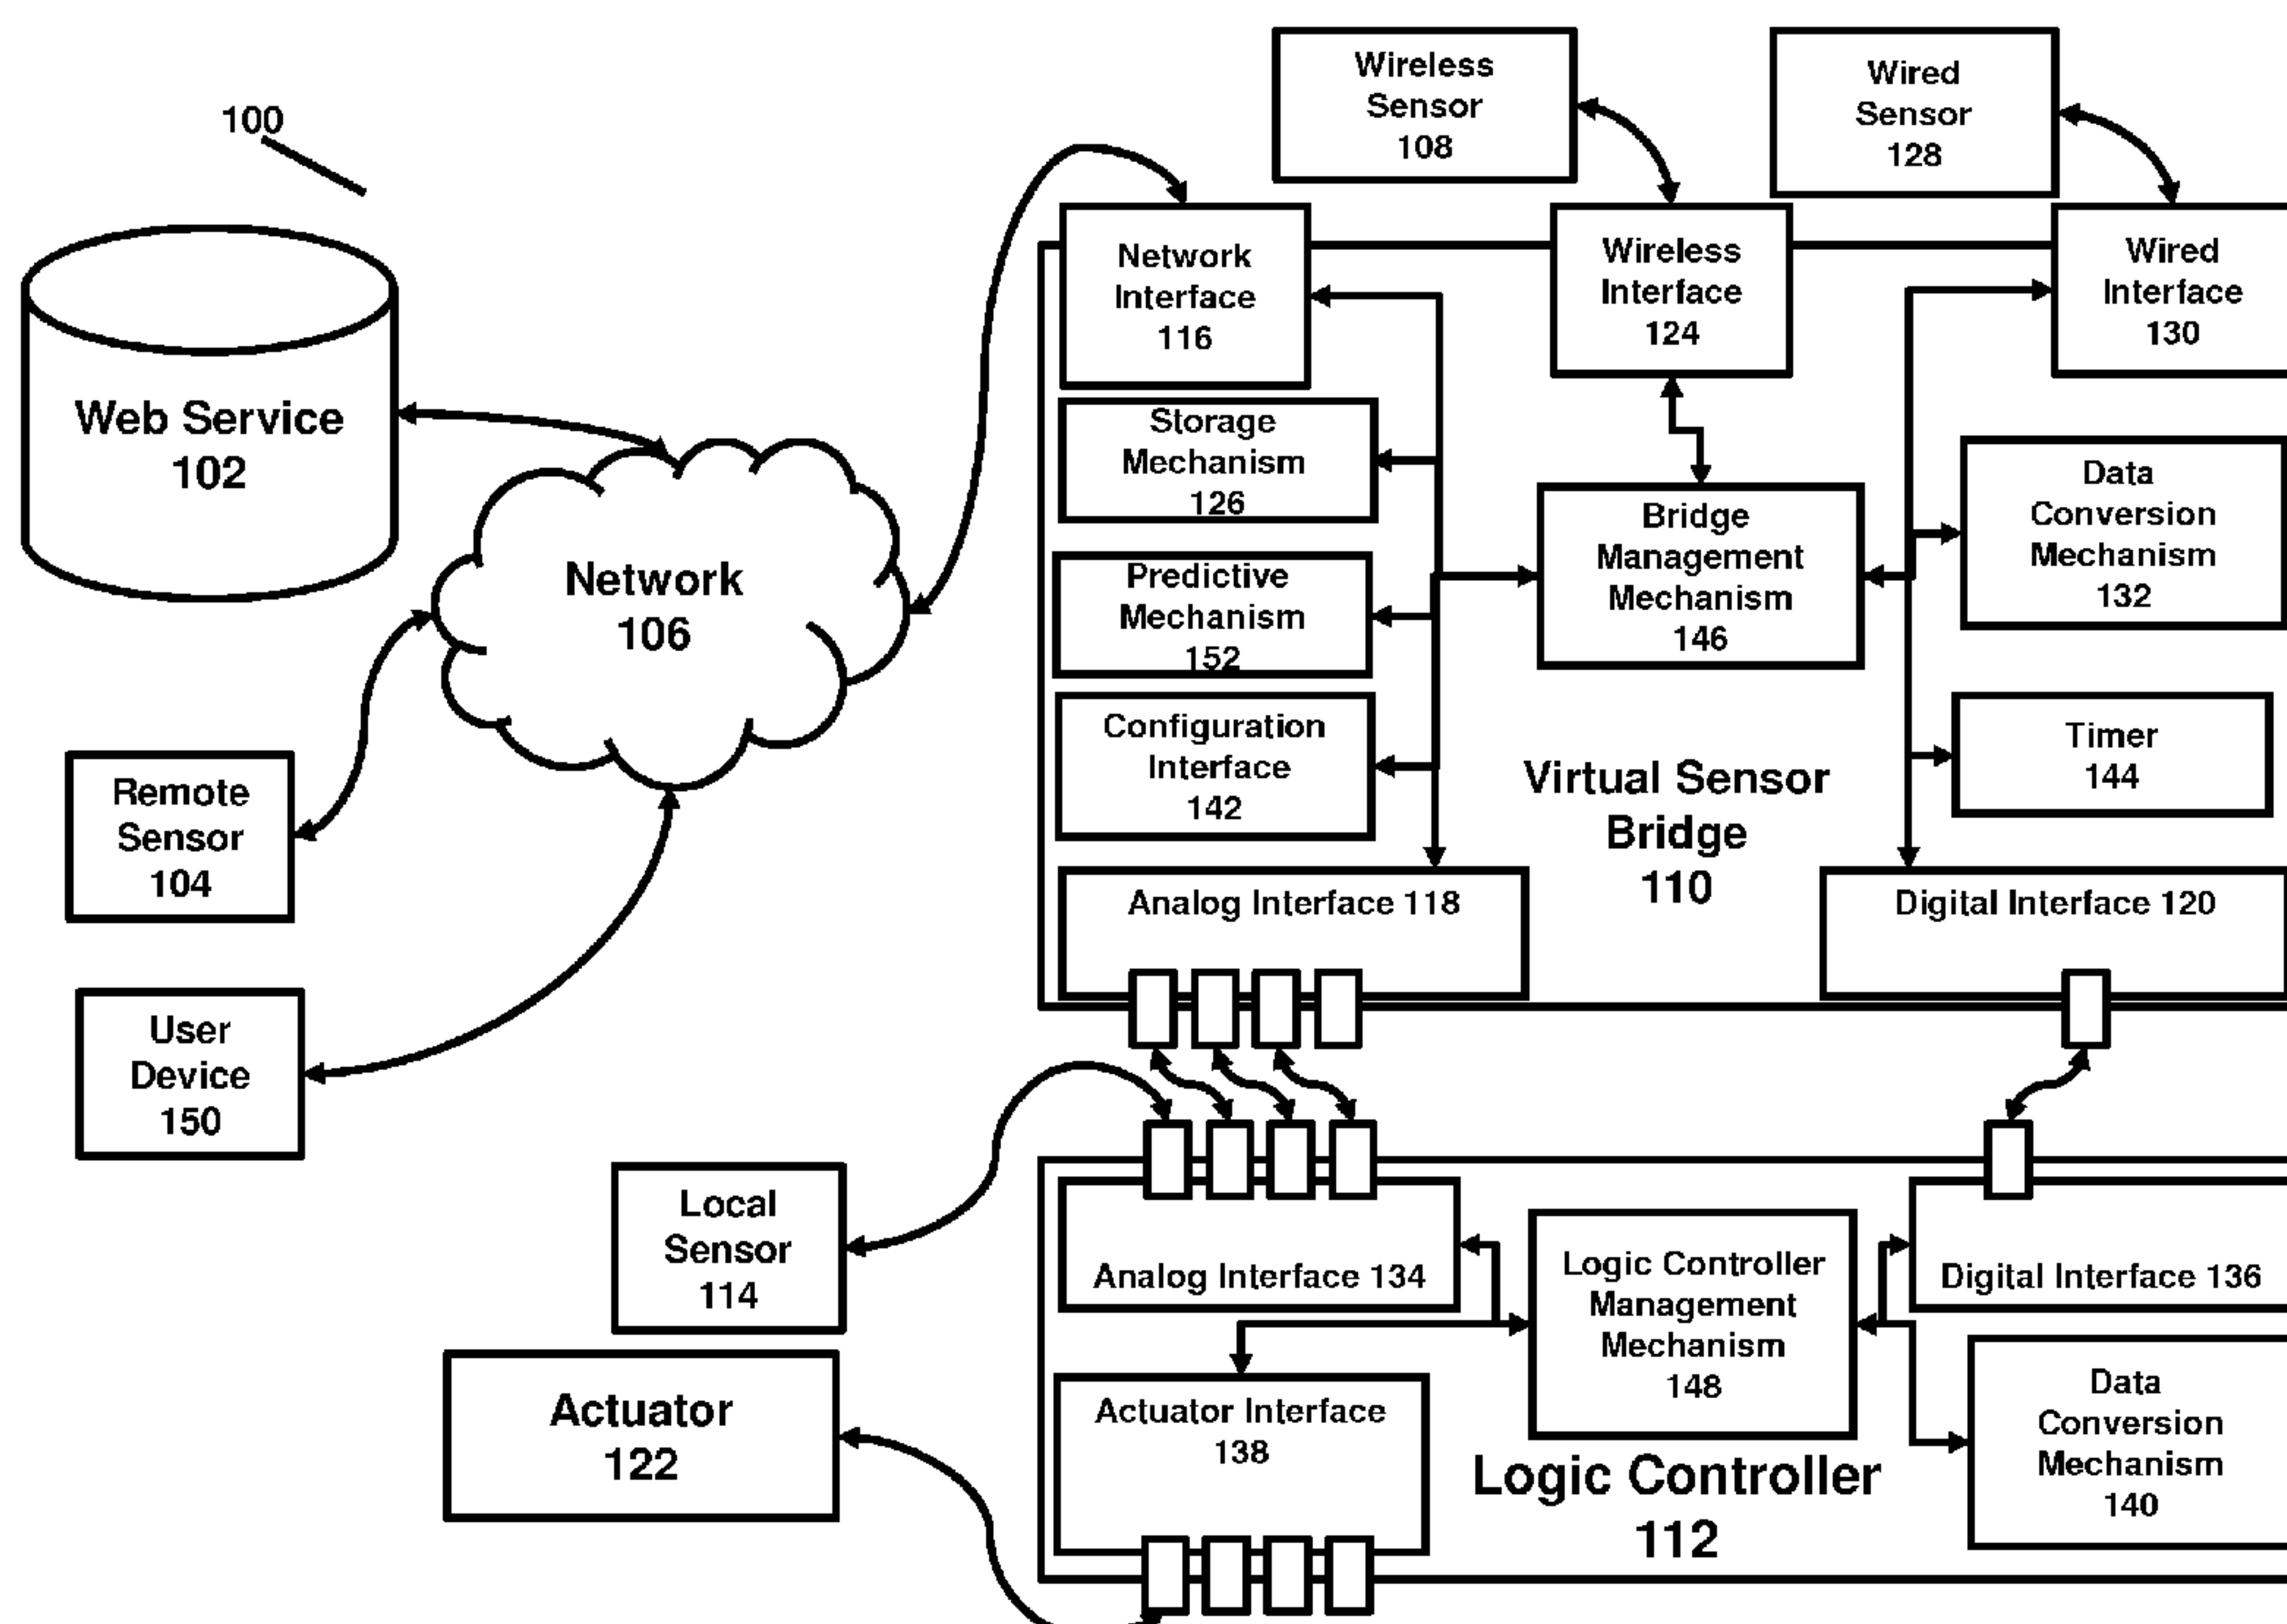 100
Wireless
Sensor
108
Wired
Sensor
128
Web Service
102
Network
106
Remote
Sensor
104
User
Device
150
Network
Interface
116
Wireless
Interface
124
Wired
Interface
130
Storage
Mechanism
126
Predictive
Mechanism
152
Configuration
Interface
142
Bridge
Management
Mechanism
146
Data
Conversion
Mechanism
132
Timer
144
Virtual Sensor
Bridge
110
Analog Interface 118
Digital Interface 120
Local
Sensor
114
Actuator
122
Analog Interface 134
Logic Controller
Management
Mechanism
148
Digital Interface 136
Actuator Interface
138
Data
Conversion
Mechanism
140
Logic Controller
112